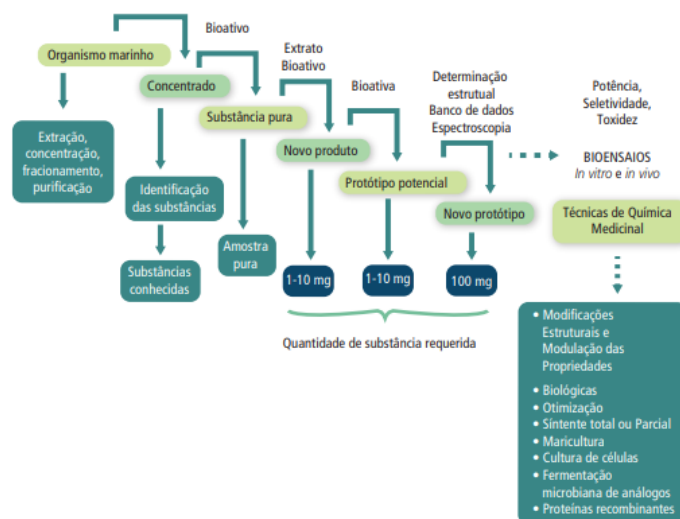 Bioativo
Organismo marinho
Extração,
concentração,
fracionamento,
purificação
Concentrado
Identificação
das substâncias
Substâncias
conhecidas
Substância pura
Amostra
pura
Extrato
Bioativo
Novo produto
1-10 mg
Bioativa
Protótipo potencial
1-10 mg
Determinação
estrutual
Banco de dados
Espectroscopia
Novo protótipo
100 mg
Quantidade de substância requerida
Potência,
Seletividade,
Toxidez
BIOENSAIOS
In vitro e in vivo
Técnicas de Química
Medicinal
• Modificações
Estruturais e
Modulação das
Propriedades
• Biológicas
• Otimização
• Síntente total ou Parcial
• Maricultura
• Cultura de células
• Fermentação
microbiana de análogos
• Proteínas recombinantes